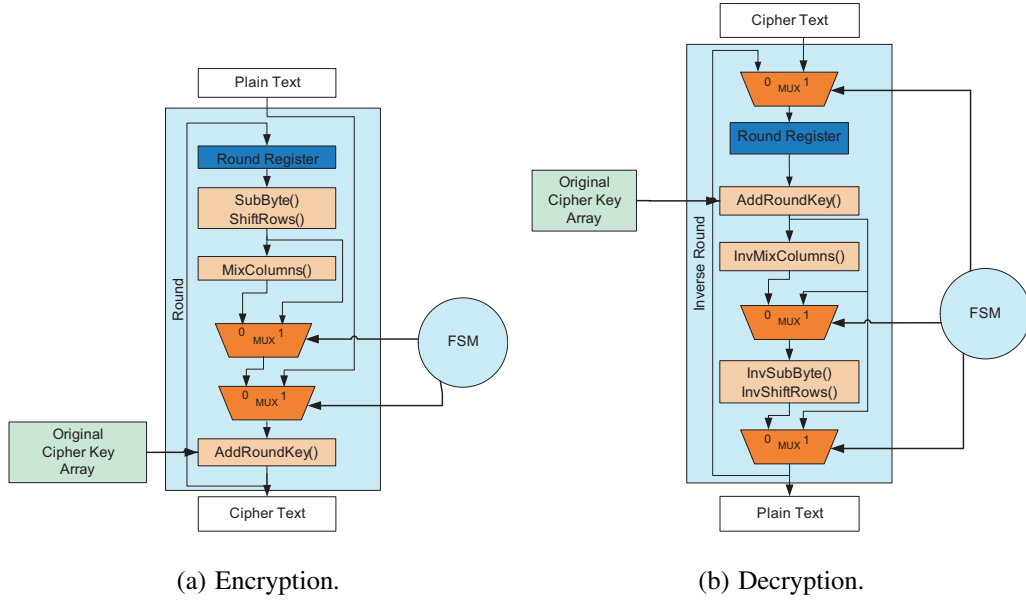 Plain Text
Round Register
SubByte()
ShiftRows()
MixColumns()
Round
0 MUX 1
FSM
0 MUX 1
Original
Cipher Key
Array
AddRoundKey()
Cipher Text
(a) Encryption.
Cipher Text
0 MUX 1
Round Register
Original
Cipher Key
Array
AddRoundKey()
Inverse Round
InvMixColumns()
0 MUX 1
FSM
InvSubByte()
InvShiftRows()
0 MUX 1
Plain Text
(b) Decryption.